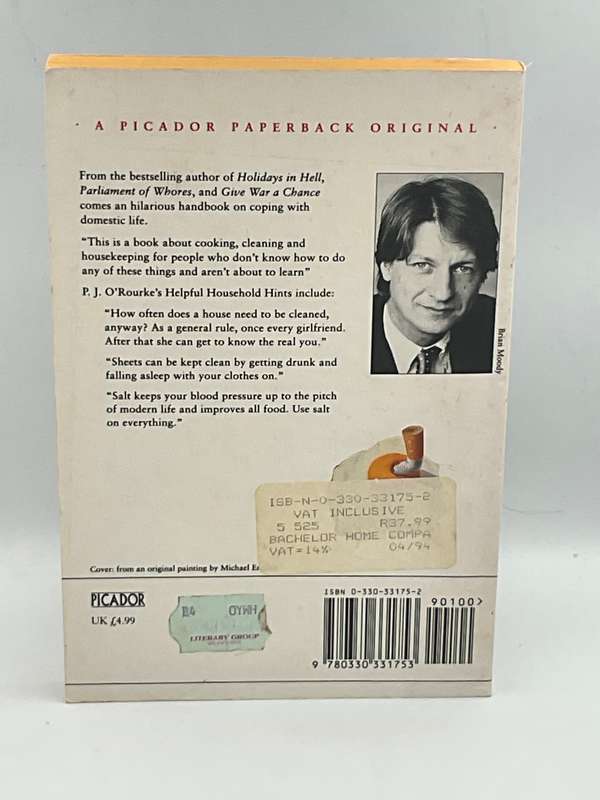 · A PICADOR PAPERBACK ORIGINAL ·
From the bestselling author of Holidays in Hell,
Parliament of Whores, and Give War a Chance
comes an hilarious handbook on coping with
domestic life.
"This is a book about cooking, cleaning and
housekeeping for people who don't know how to do
any of these things and aren't about to learn"
P. J. O'Rourke's Helpful Household Hints include:
"How often does a house need to be cleaned,
anyway? As a general rule, once every girlfriend.
After that she can get to know the real you."
"Sheets can be kept clean by getting drunk and
falling asleep with your clothes on."
"Salt keeps your blood pressure up to the pitch
of modern life and improves all food. Use salt
on everything."
Brian Moody
ISB-N-0-330-33175-2
VAT INCLUSIVE
5 525 R37.99
BACHELOR HOME COMPA
VAT=14% 04/94
Cover: from an original painting by Michael
PICADOR
UK £4.99
OYWH
LITERARY GROUP
ISBN 0-330-33175-2
90100>
9 780330 331753